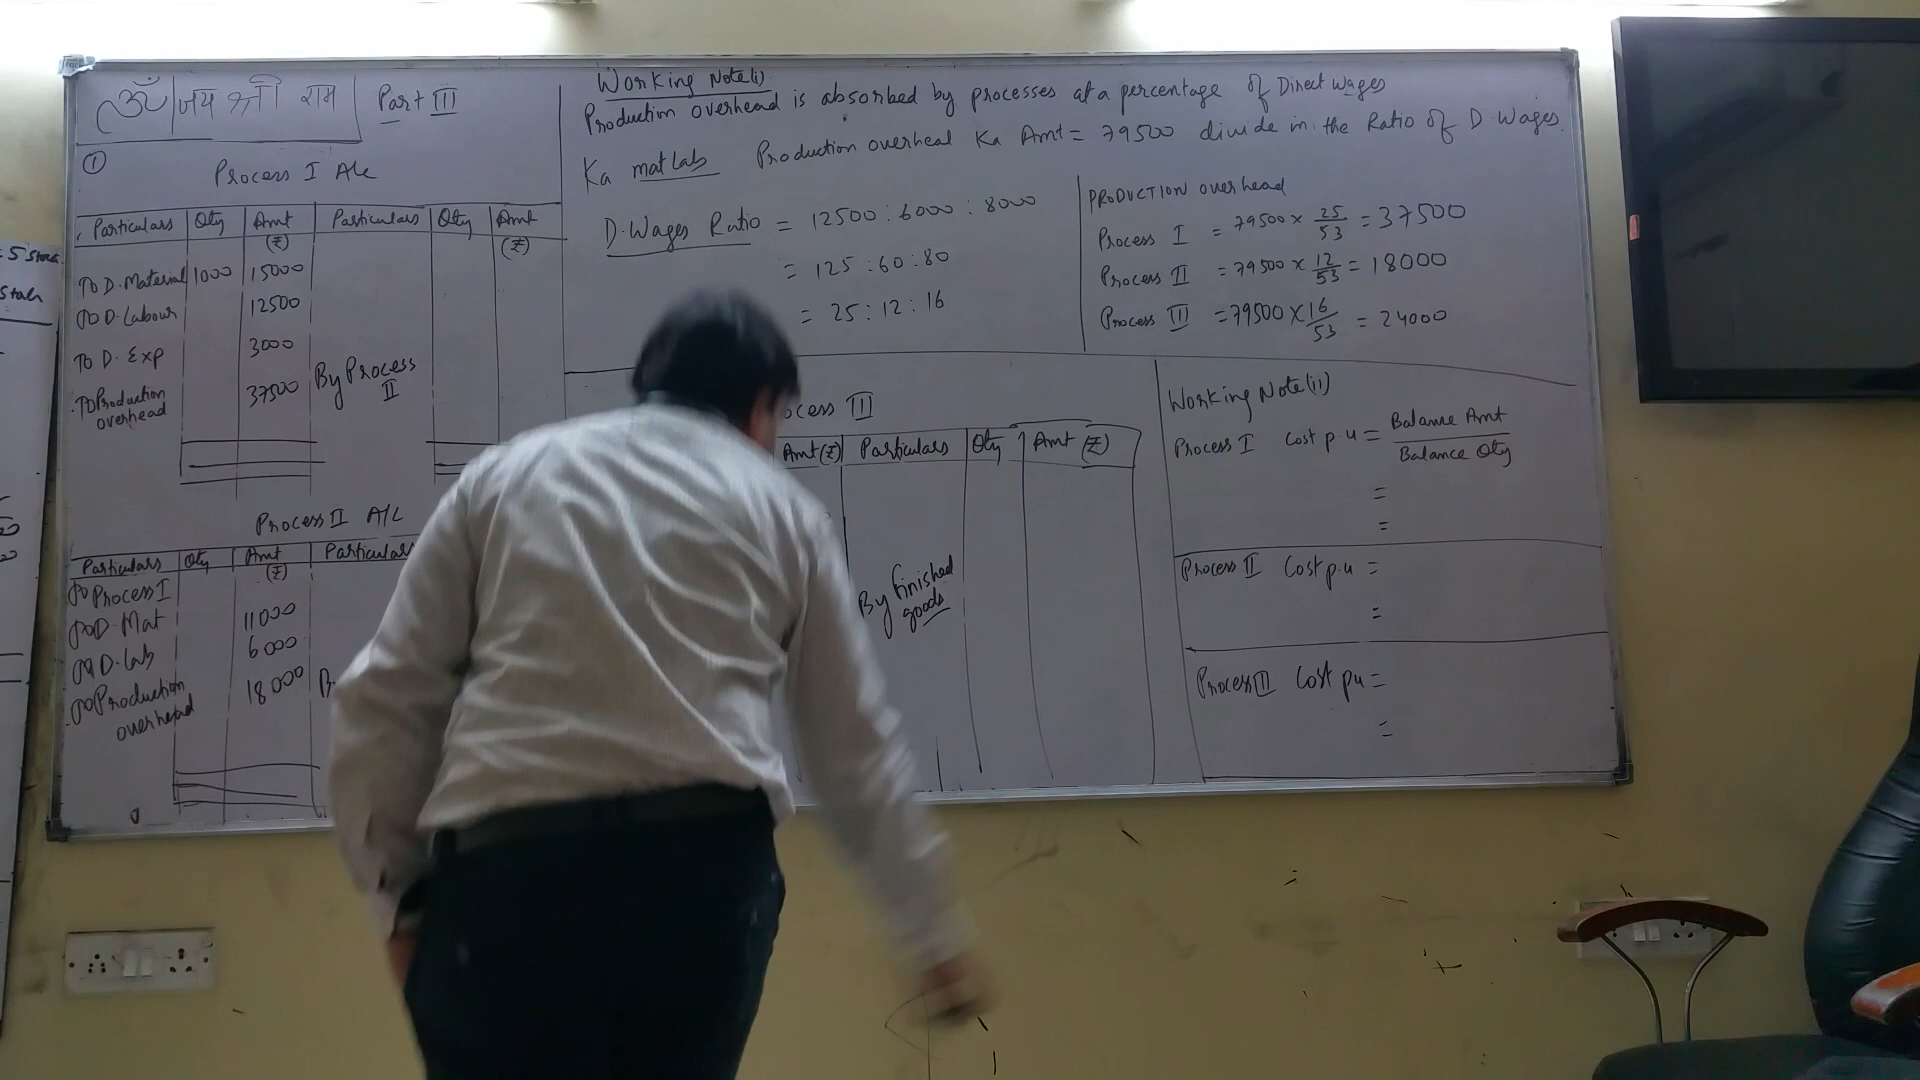 ॐ जय श्री राम Part III
①
Process I A/c
Particulars Qty Amt (₹) Particulars Qty Amt (₹)
To D. Material 1000 15000
To D. Labour 12500
To D. Exp 3000
To Production overhead 37500 By Process II
Process II A/C
Particulars Qty Amt (₹) Particulars
To Process I
To D. Mat 11000
To D. Lab 6000
To Production overhead 18000
Working Note(i)
Production overhead is absorbed by processes at a percentage of Direct wages
Ka matlab Production overheal Ka Amt = 79500 divide in the Ratio of D. Wages.
D. Wages Ratio = 12500 : 6000 : 8000
= 125 : 60 : 80
= 25 : 12 : 16
PRODUCTION overhead
Process I = 79500 × 25/53 = 37500
Process II = 79500 × 12/53 = 18000
Process III = 79500 × 16/53 = 24000
ocess III
Amt (₹) Particulars Qty Amt (₹)
By finished goods
Working Note(ii)
Process I Cost p.u = Balance Amt / Balance Qty
=
=
Process II Cost p.u =
=
Process III Cost pu =
=